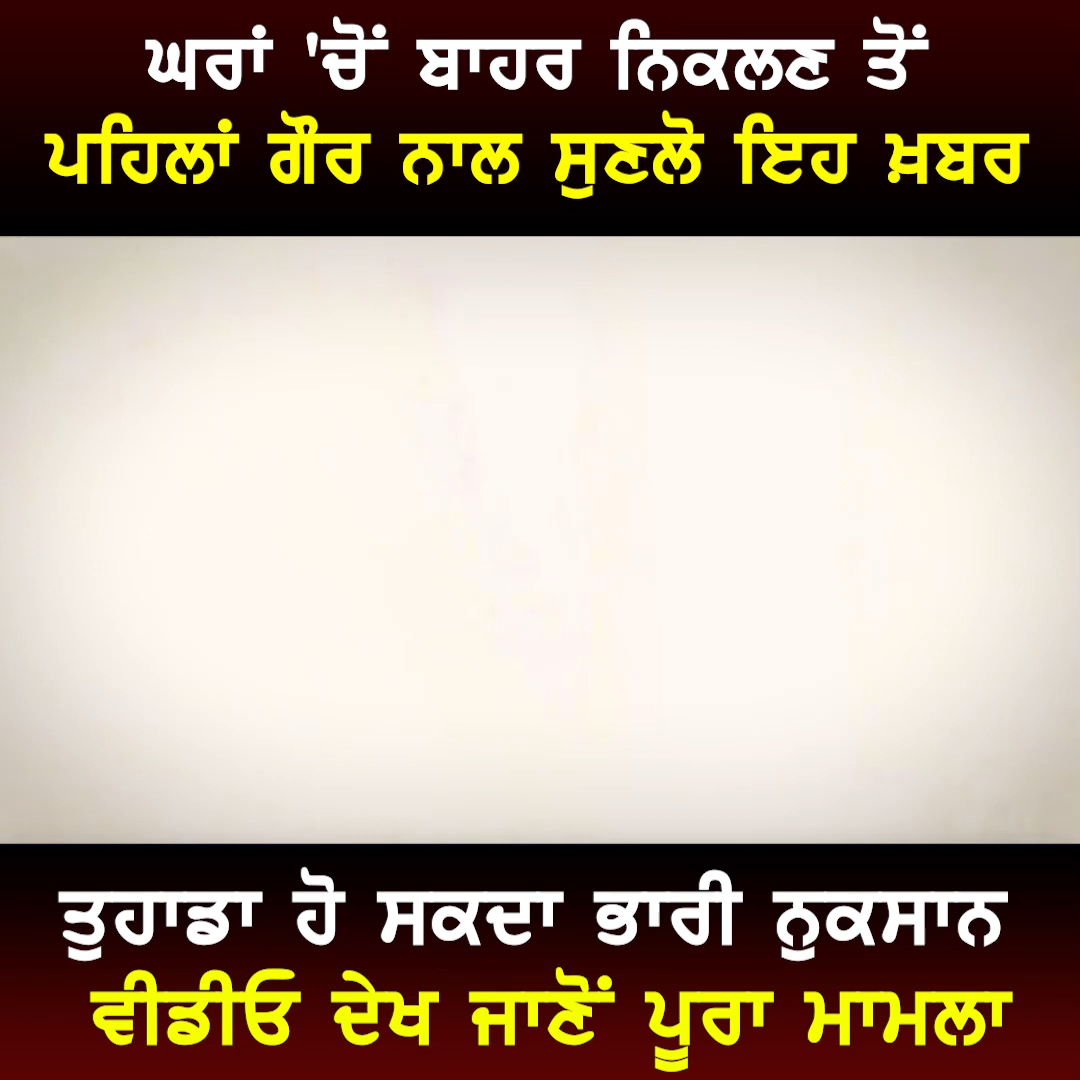 ਘਰਾਂ 'ਚੋਂ ਬਾਹਰ ਨਿਕਲਣ ਤੋਂ
ਪਹਿਲਾਂ ਗੌਰ ਨਾਲ ਸੁਣਲੋ ਇਹ ਖ਼ਬਰ
ਤੁਹਾਡਾ ਹੋ ਸਕਦਾ ਭਾਰੀ ਨੁਕਸਾਨ
ਵੀਡੀਓ ਦੇਖ ਜਾਣੋਂ ਪੂਰਾ ਮਾਮਲਾ